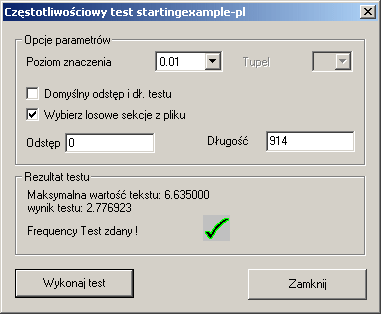 Częstotliwościowy test startingexample-pl
Opcje parametrów
Poziom znaczenia 0.01 Tupel
Domyślny odstęp i dł. testu
Wybierz losowe sekcje z pliku
Odstęp 0 Długość 914
Rezultat testu
Maksymalna wartość tekstu: 6.635000
wynik testu: 2.776923
Frequency Test zdany !
Wykonaj test Zamknij